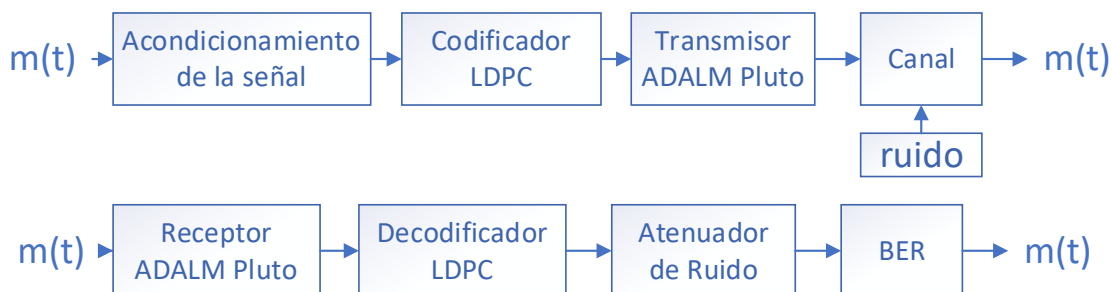 m(t)
Acondicionamiento
de la señal
Codificador
LDPC
Transmisor
ADALM Pluto
Canal
m(t)
ruido
m(t)
Receptor
ADALM Pluto
Decodificador
LDPC
Atenuador
de Ruido
BER
m(t)